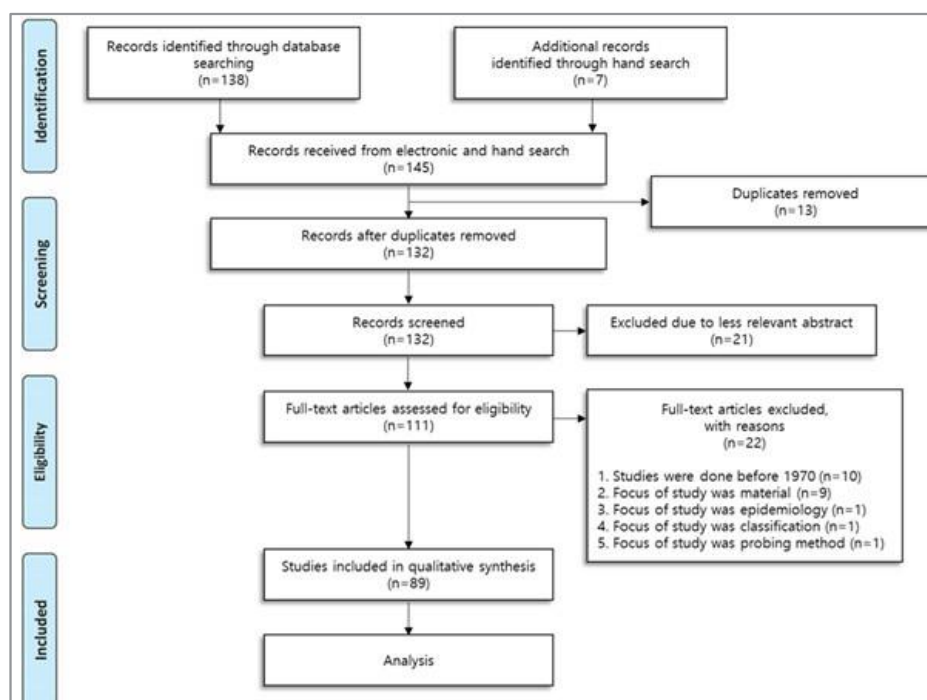 Identification
Records identified through database
searching
(n=138)
Additional records
identified through hand search
(n=7)
Records received from electronic and hand search
(n=145)
Duplicates removed
(n=13)
Screening
Records after duplicates removed
(n=132)
Records screened
(n=132)
Excluded due to less relevant abstract
(n=21)
Eligibility
Full-text articles assessed for eligibility
(n=111)
Full-text articles excluded,
with reasons
(n=22)
1. Studies were done before 1970 (n=10)
2. Focus of study was material (n=9)
3. Focus of study was epidemiology (n=1)
4. Focus of study was classification (n=1)
5. Focus of study was probing method (n=1)
Included
Studies included in qualitative synthesis
(n=89)
Analysis